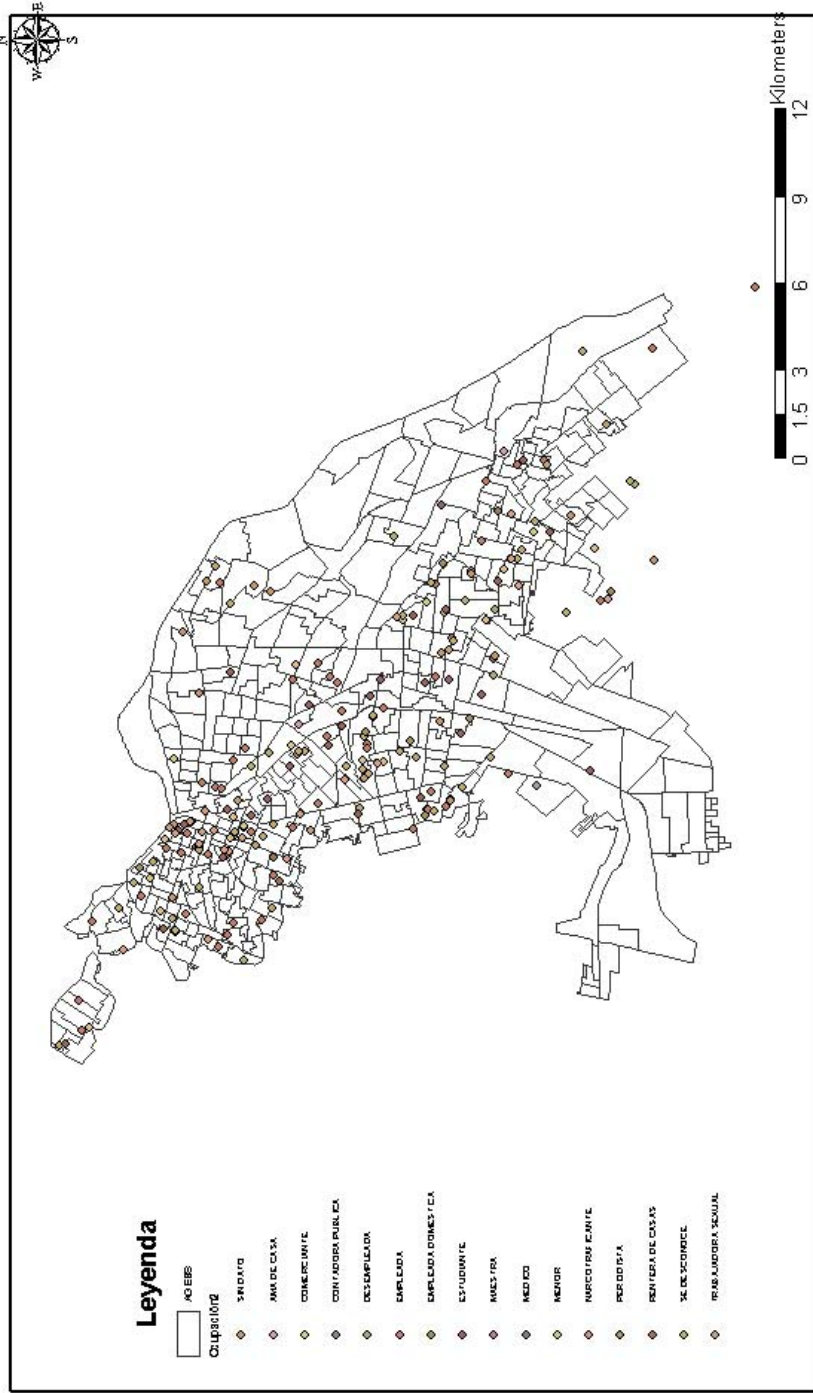 N
W
E
S
Leyenda
AGEBS
Ocupación2
SIN DATO
AMA DE CASA
COMERCIANTE
CONTADORA PUBLICA
DESEMPLEADA
EMPLEADA
EMPLEADA DOMESTICA
ESTUDIANTE
MAESTRA
MEDICO
MENOR
NARCOTRAFICANTE
PERIODISTA
RENTERA DE CASAS
SE DESCONOCE
TRABAJADORA SEXUAL
0 1.5 3 6 9 12
Kilometers